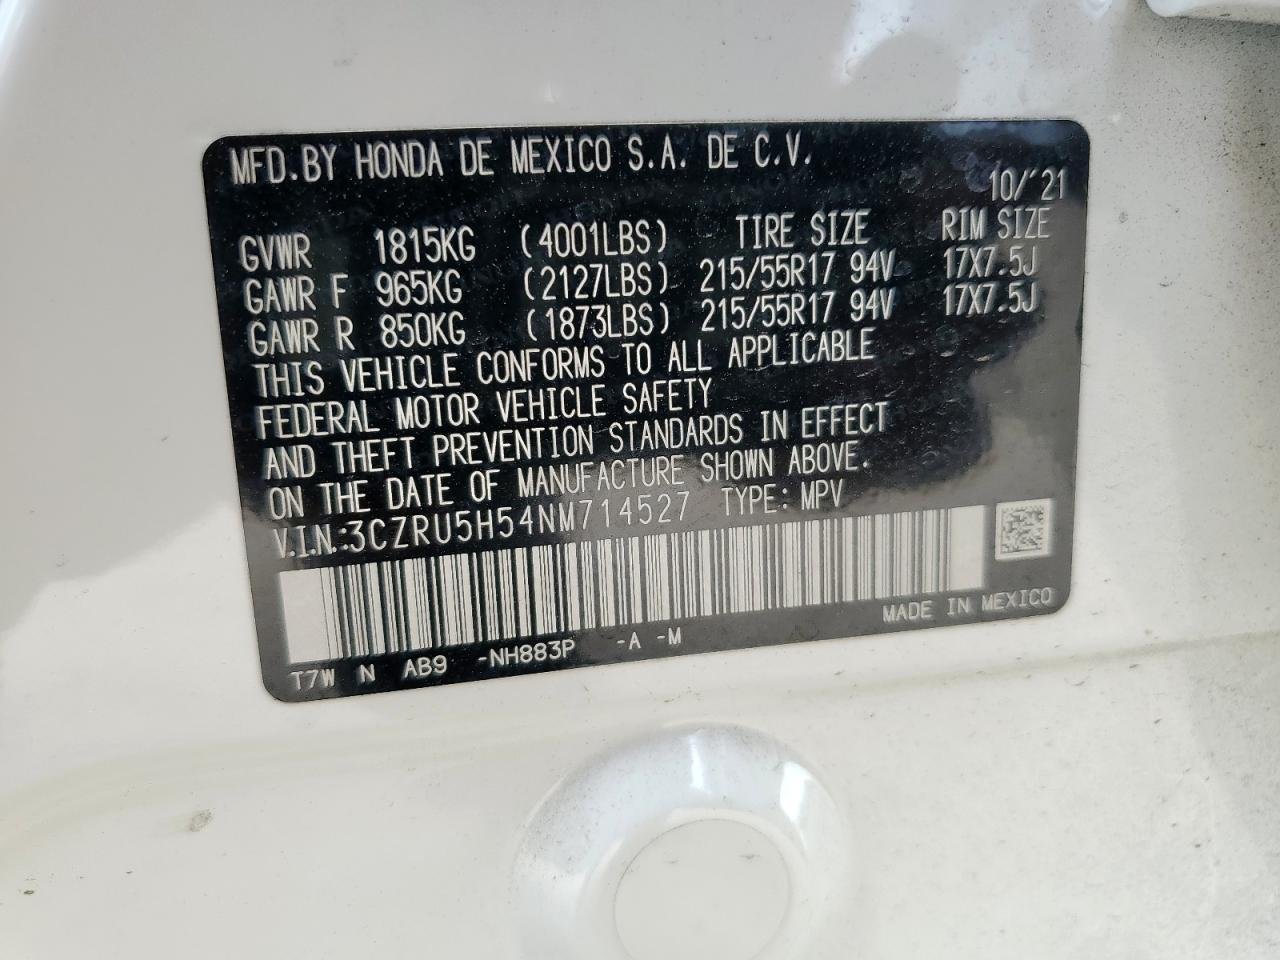 MFD.BY HONDA DE MEXICO S.A. DE C.V.
10/'21
GVWR 1815KG (4001LBS) TIRE SIZE RIM SIZE
GAWR F 965KG (2127LBS) 215/55R17 94V 17X7.5J
GAWR R 850KG (1873LBS) 215/55R17 94V 17X7.5J
THIS VEHICLE CONFORMS TO ALL APPLICABLE
FEDERAL MOTOR VEHICLE SAFETY
AND THEFT PREVENTION STANDARDS IN EFFECT
ON THE DATE OF MANUFACTURE SHOWN ABOVE.
V.I.N.:3CZRU5H54NM714527 TYPE: MPV
MADE IN MEXICO
T7W N AB9 -NH883P -A -M